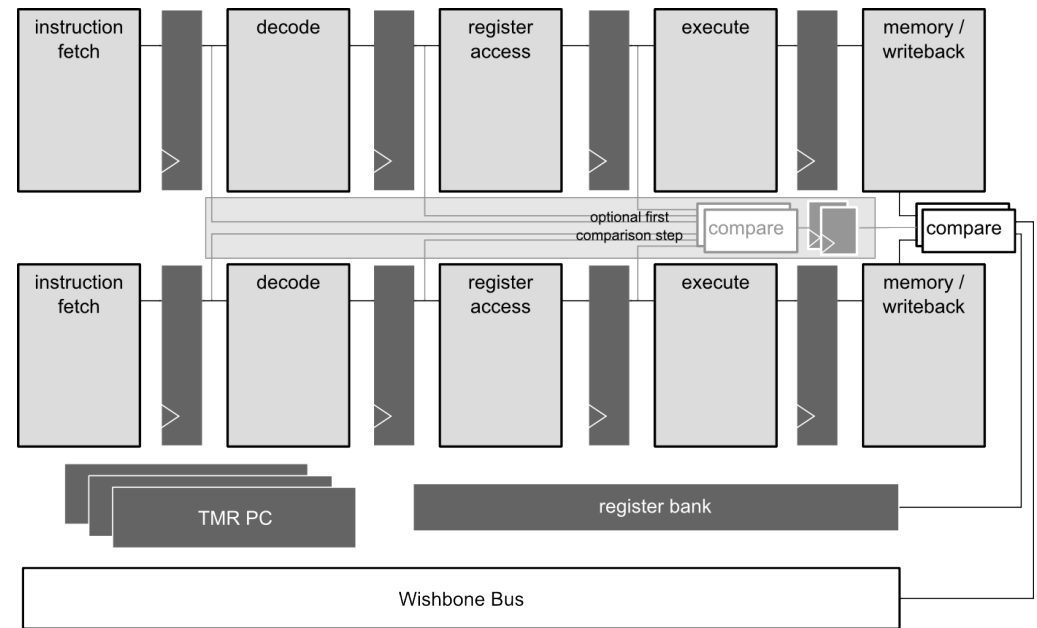 instruction
fetch
decode
register
access
execute
memory /
writeback
optional first
comparison step
compare
compare
instruction
fetch
decode
register
access
execute
memory /
writeback
TMR PC
register bank
Wishbone Bus